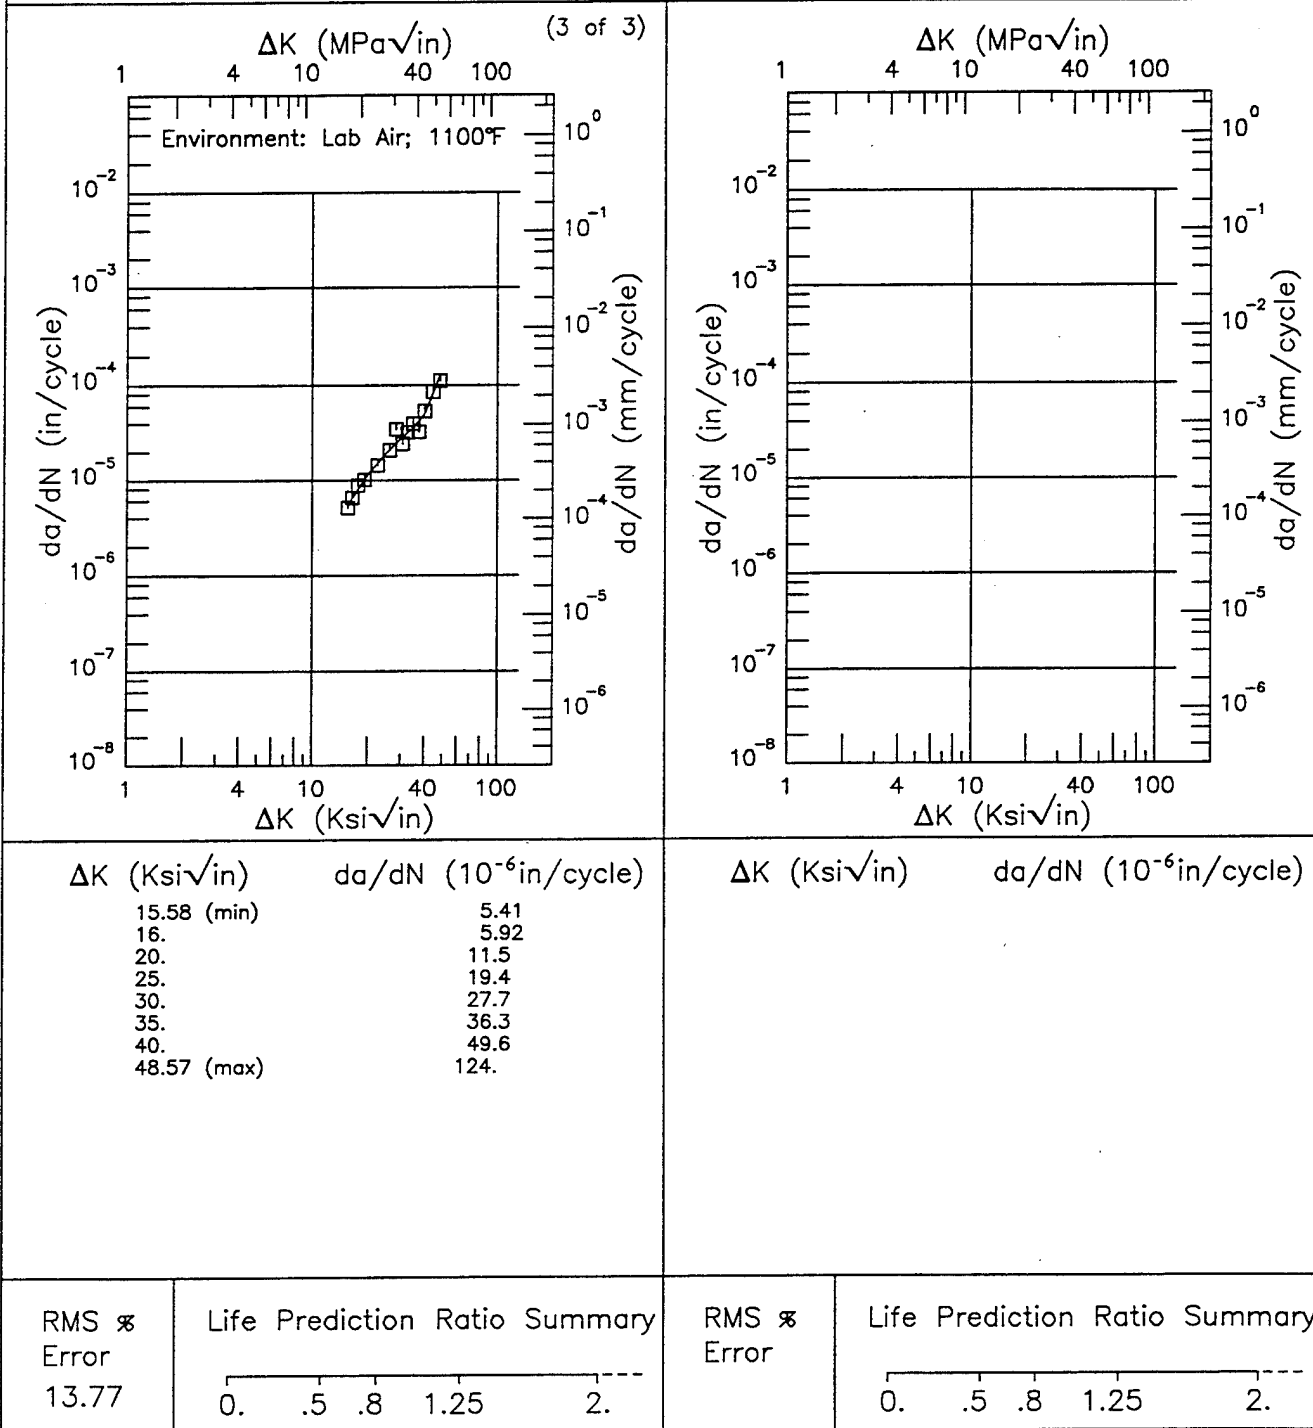 (3 of 3)
ΔK (MPa√in)
1 4 10 40 100
Environment: Lab Air; 1100°F
10⁰
10⁻²
10⁻¹
10⁻³
10⁻²
10⁻⁴
10⁻³
10⁻⁵
10⁻⁴
10⁻⁶
10⁻⁵
10⁻⁷
10⁻⁶
10⁻⁸
da/dN (in/cycle)
da/dN (mm/cycle)
1 4 10 40 100
ΔK (Ksi√in)
ΔK (MPa√in)
1 4 10 40 100
10⁰
10⁻²
10⁻¹
10⁻³
10⁻²
10⁻⁴
10⁻³
10⁻⁵
10⁻⁴
10⁻⁶
10⁻⁵
10⁻⁷
10⁻⁶
10⁻⁸
da/dN (in/cycle)
da/dN (mm/cycle)
1 4 10 40 100
ΔK (Ksi√in)
ΔK (Ksi√in) da/dN (10⁻⁶in/cycle)
15.58 (min) 5.41
16. 5.92
20. 11.5
25. 19.4
30. 27.7
35. 36.3
40. 49.6
48.57 (max) 124.
ΔK (Ksi√in) da/dN (10⁻⁶in/cycle)
RMS %
Error
13.77
Life Prediction Ratio Summary
0. .5 .8 1.25 2.
RMS %
Error
Life Prediction Ratio Summary
0. .5 .8 1.25 2.